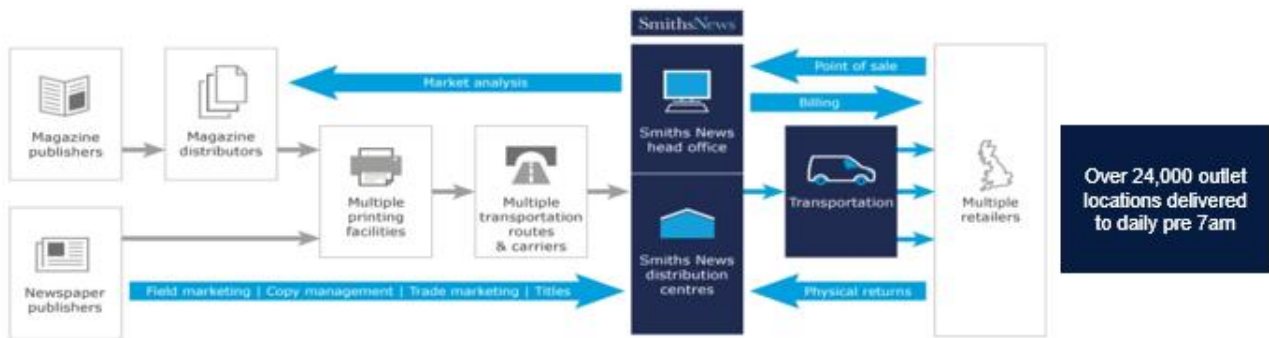 SmithsNews
Magazine
publishers
Magazine
distributors
Market analysis
Smiths News
head office
Point of sale
Billing
Multiple
printing
facilities
Multiple
transportation
routes
& carriers
Transportation
Multiple
retailers
Over 24,000 outlet
locations delivered
to daily pre 7am
Newspaper
publishers
Field marketing | Copy management | Trade marketing | Titles
Smiths News
distribution
centres
Physical returns